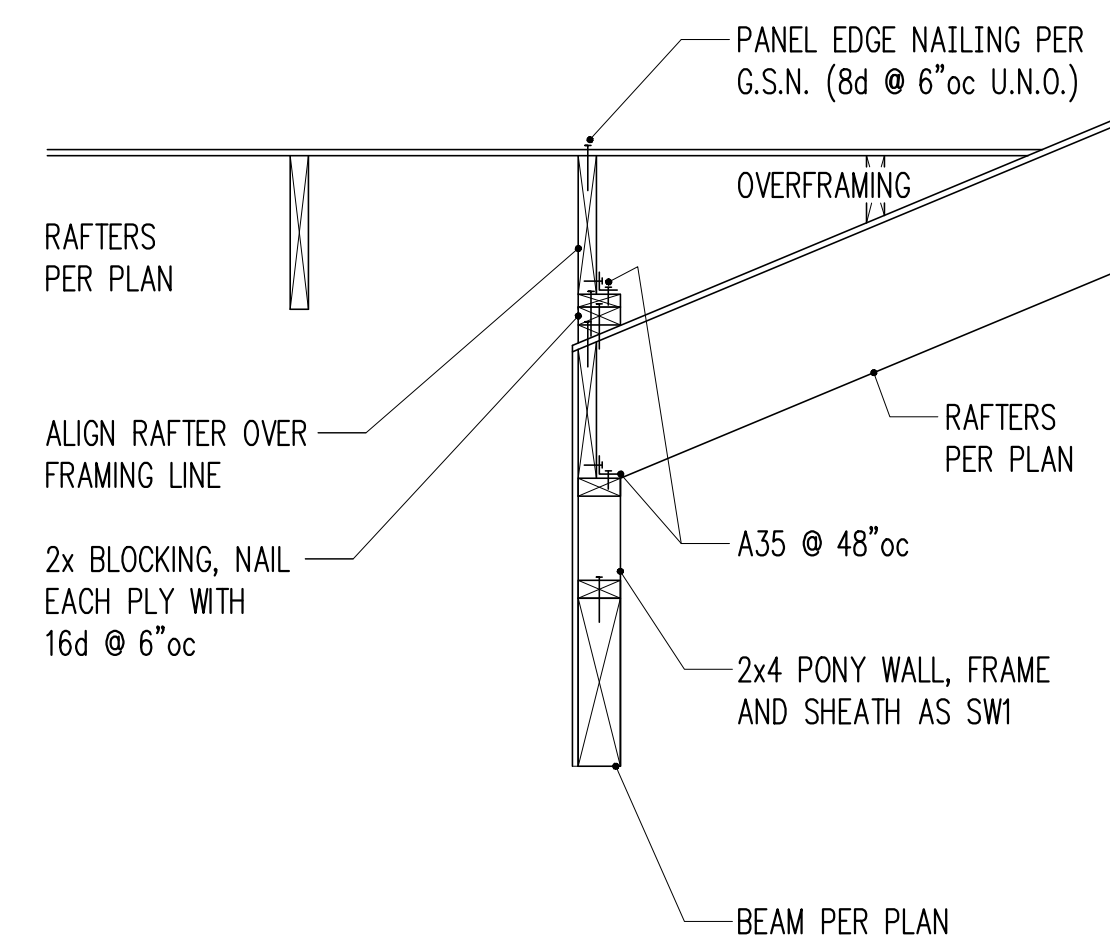 PANEL EDGE NAILING PER
G.S.N. (8d @ 6"oc U.N.O.)
OVERFRAMING
RAFTERS
PER PLAN
ALIGN RAFTER OVER
FRAMING LINE
RAFTERS
PER PLAN
2x BLOCKING, NAIL
EACH PLY WITH
16d @ 6"oc
A35 @ 48"oc
2x4 PONY WALL, FRAME
AND SHEATH AS SW1
BEAM PER PLAN